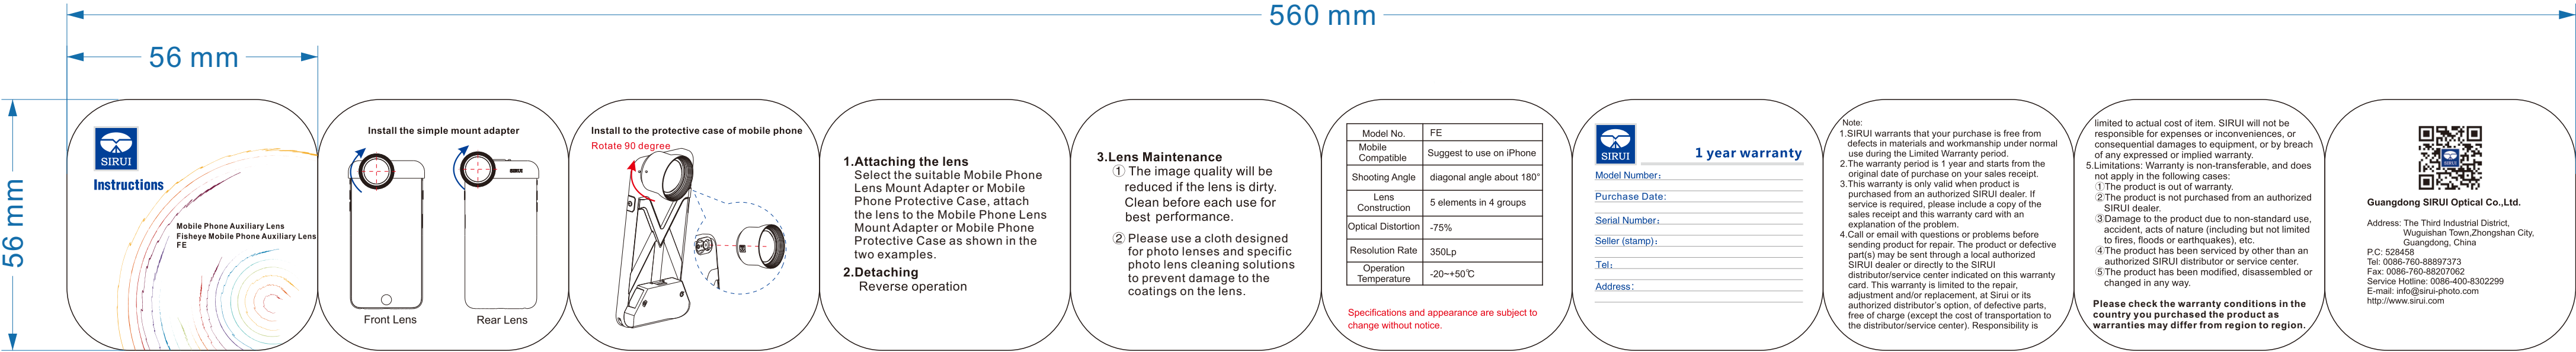 560 mm
56 mm
56 mm
SIRUI
Instructions
Mobile Phone Auxiliary Lens
Fisheye Mobile Phone Auxiliary Lens
FE
Install the simple mount adapter
SIRUI
Front Lens
Rear Lens
Install to the protective case of mobile phone
Rotate 90 degree
1.Attaching the lens
Select the suitable Mobile Phone
Lens Mount Adapter or Mobile
Phone Protective Case, attach
the lens to the Mobile Phone Lens
Mount Adapter or Mobile Phone
Protective Case as shown in the
two examples.
2.Detaching
Reverse operation
3.Lens Maintenance
① The image quality will be
reduced if the lens is dirty.
Clean before each use for
best performance.
② Please use a cloth designed
for photo lenses and specific
photo lens cleaning solutions
to prevent damage to the
coatings on the lens.
Model No. FE
Mobile
Compatible Suggest to use on iPhone
Shooting Angle diagonal angle about 180°
Lens
Construction 5 elements in 4 groups
Optical Distortion -75%
Resolution Rate 350Lp
Operation
Temperature -20~+50℃
Specifications and appearance are subject to
change without notice.
SIRUI
1 year warranty
Model Number：
Purchase Date:
Serial Number：
Seller (stamp)：
Tel：
Address：
Note:
1.SIRUI warrants that your purchase is free from
defects in materials and workmanship under normal
use during the Limited Warranty period.
2.The warranty period is 1 year and starts from the
original date of purchase on your sales receipt.
3.This warranty is only valid when product is
purchased from an authorized SIRUI dealer. If
service is required, please include a copy of the
sales receipt and this warranty card with an
explanation of the problem.
4.Call or email with questions or problems before
sending product for repair. The product or defective
part(s) may be sent through a local authorized
SIRUI dealer or directly to the SIRUI
distributor/service center indicated on this warranty
card. This warranty is limited to the repair,
adjustment and/or replacement, at Sirui or its
authorized distributor's option, of defective parts,
free of charge (except the cost of transportation to
the distributor/service center). Responsibility is
limited to actual cost of item. SIRUI will not be
responsible for expenses or inconveniences, or
consequential damages to equipment, or by breach
of any expressed or implied warranty.
5.Limitations: Warranty is non-transferable, and does
not apply in the following cases:
①The product is out of warranty.
②The product is not purchased from an authorized
SIRUI dealer.
③Damage to the product due to non-standard use,
accident, acts of nature (including but not limited
to fires, floods or earthquakes), etc.
④The product has been serviced by other than an
authorized SIRUI distributor or service center.
⑤The product has been modified, disassembled or
changed in any way.
Please check the warranty conditions in the
country you purchased the product as
warranties may differ from region to region.
Guangdong SIRUI Optical Co.,Ltd.
Address: The Third Industrial District,
Wuguishan Town,Zhongshan City,
Guangdong, China
P.C: 528458
Tel: 0086-760-88897373
Fax: 0086-760-88207062
Service Hotline: 0086-400-8302299
E-mail: info@sirui-photo.com
http://www.sirui.com